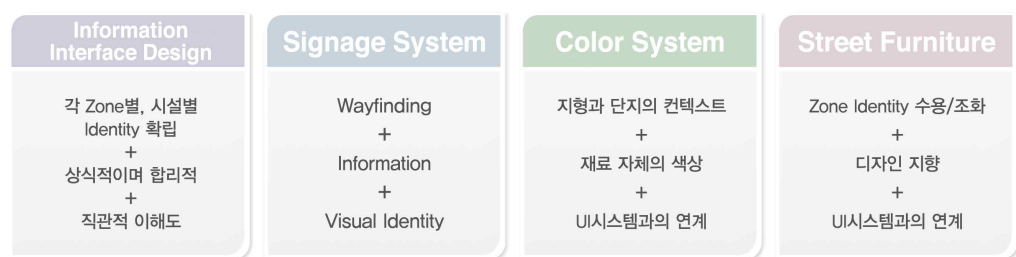 Information
Interface Design
각 Zone별, 시설별
Identity 확립
+
상식적이며 합리적
+
직관적 이해도
Signage System
Wayfinding
+
Information
+
Visual Identity
Color System
지형과 단지의 컨텍스트
+
재료 자체의 색상
+
UI시스템과의 연계
Street Furniture
Zone Identity 수용/조화
+
디자인 지향
+
UI시스템과의 연계